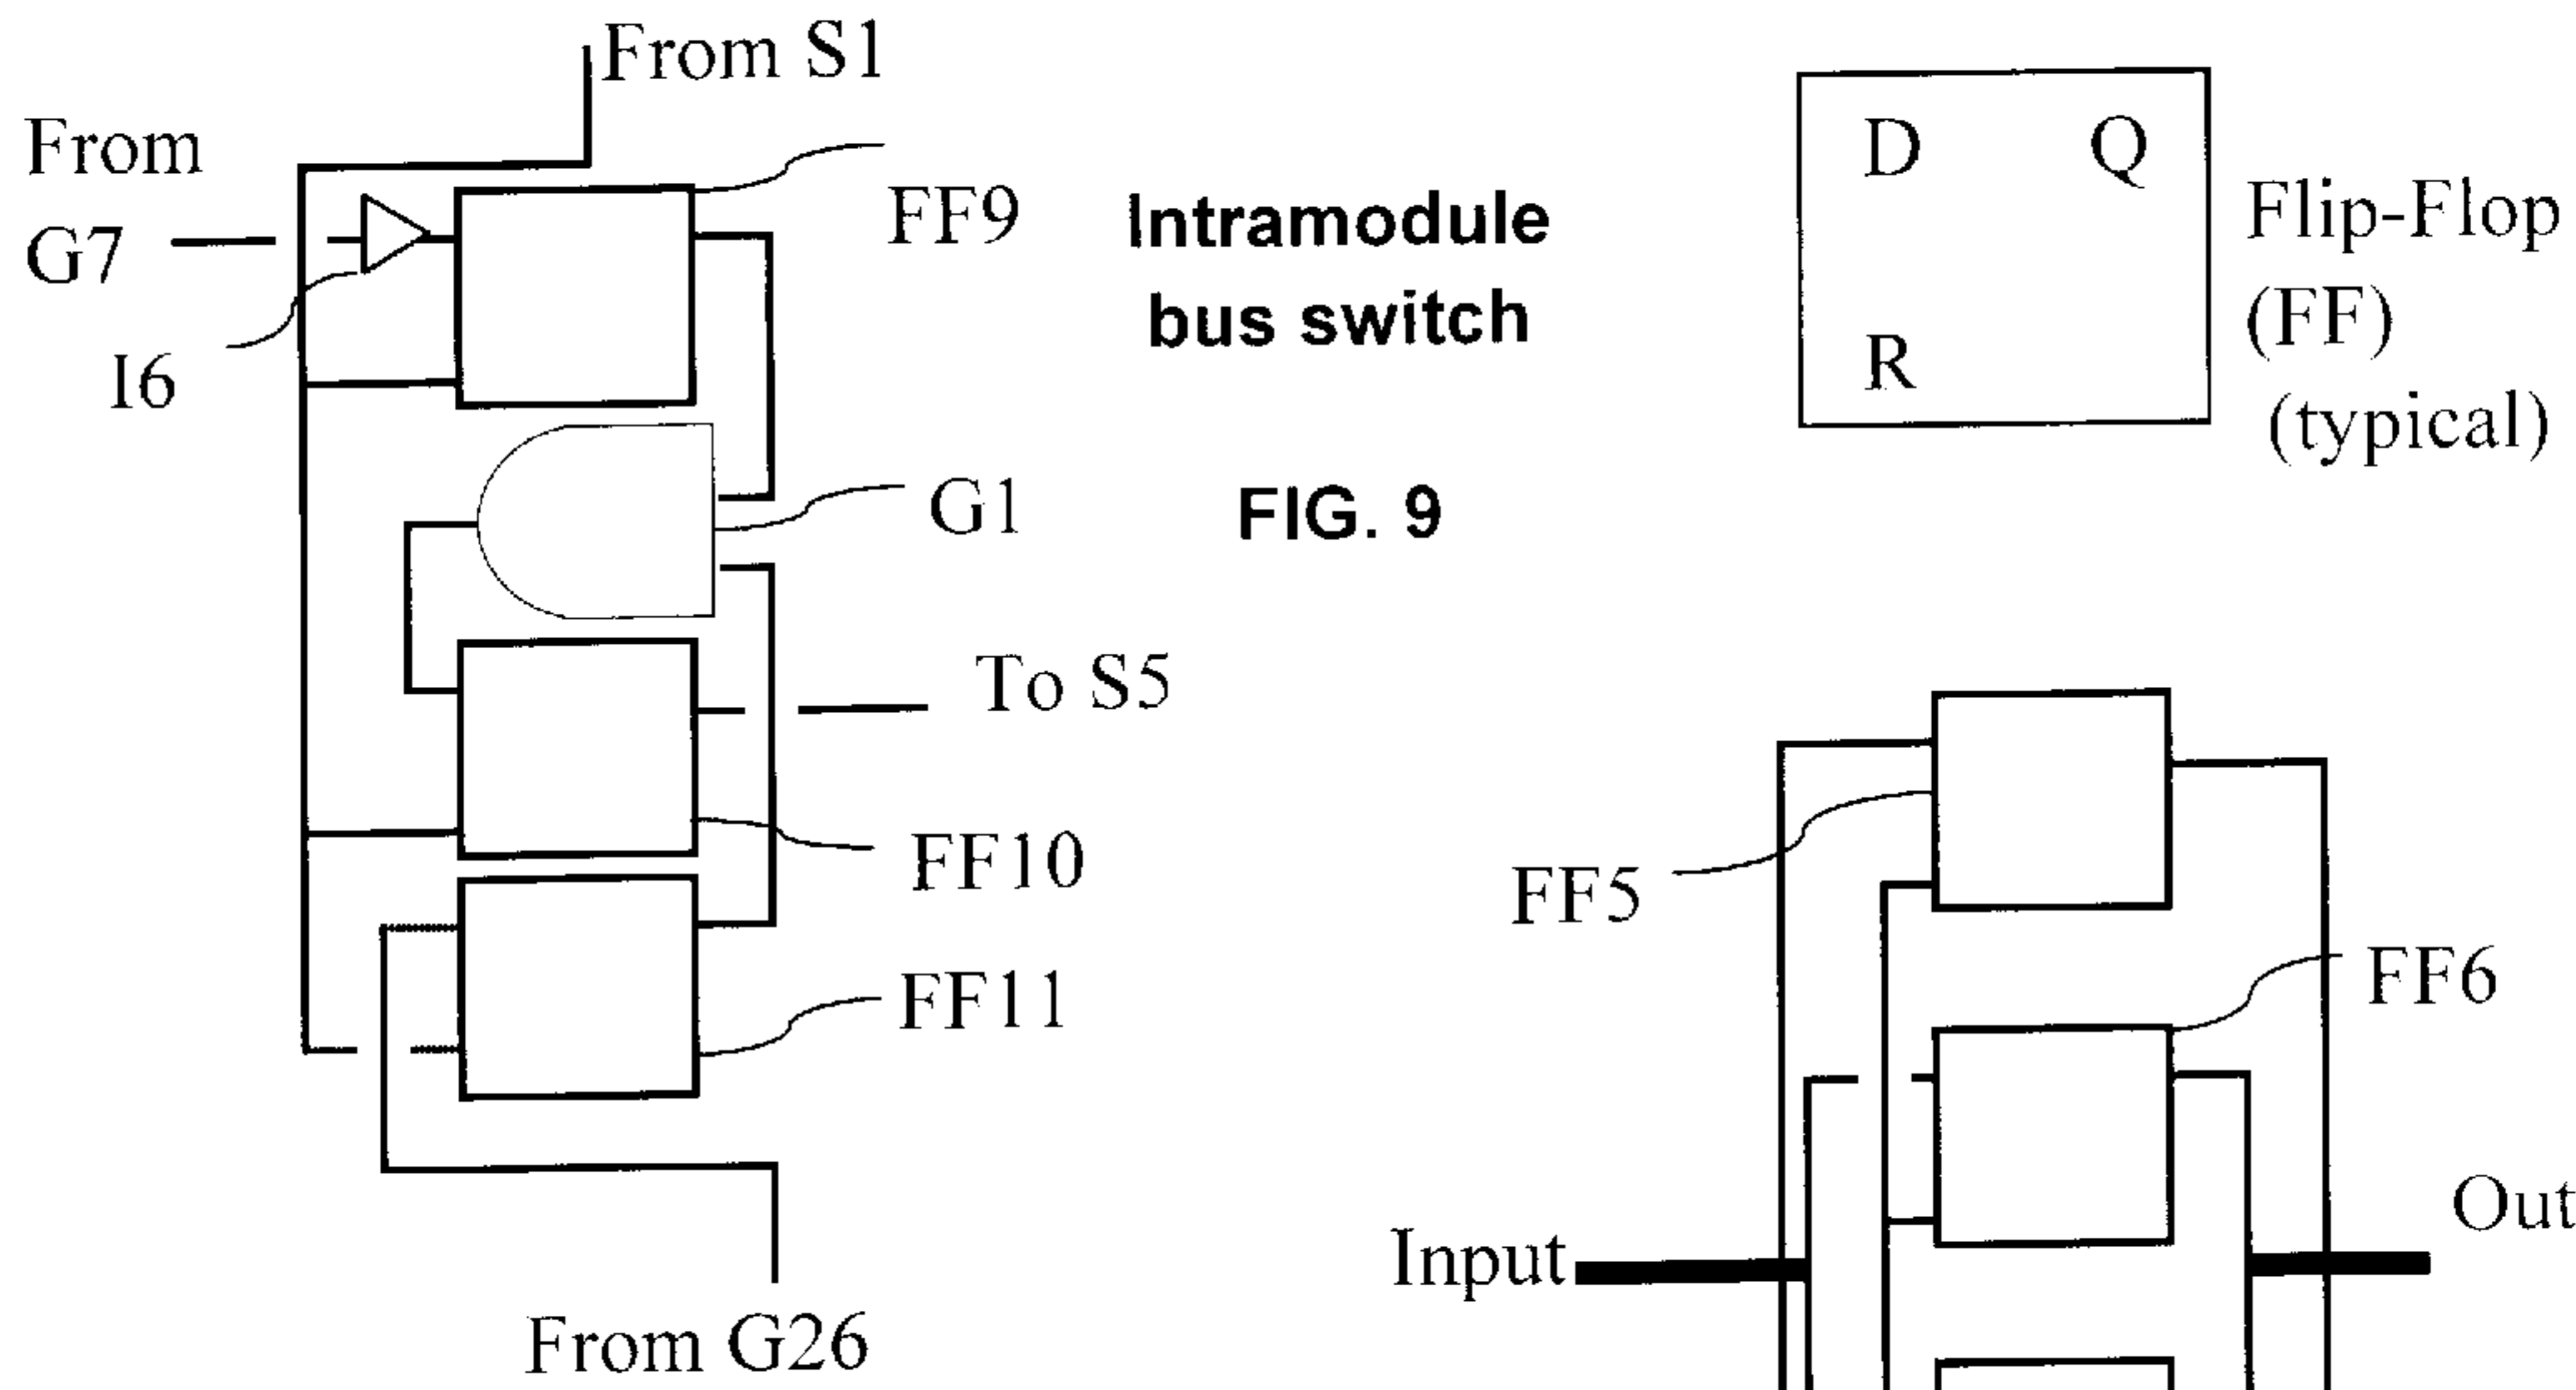 From S1
From
G7
I6
FF9
G1
To S5
FF10
FF11
From G26
Intramodule
bus switch
FIG. 9
D Q
R
Flip-Flop
(FF)
(typical)
FF5
FF6
Input
Out